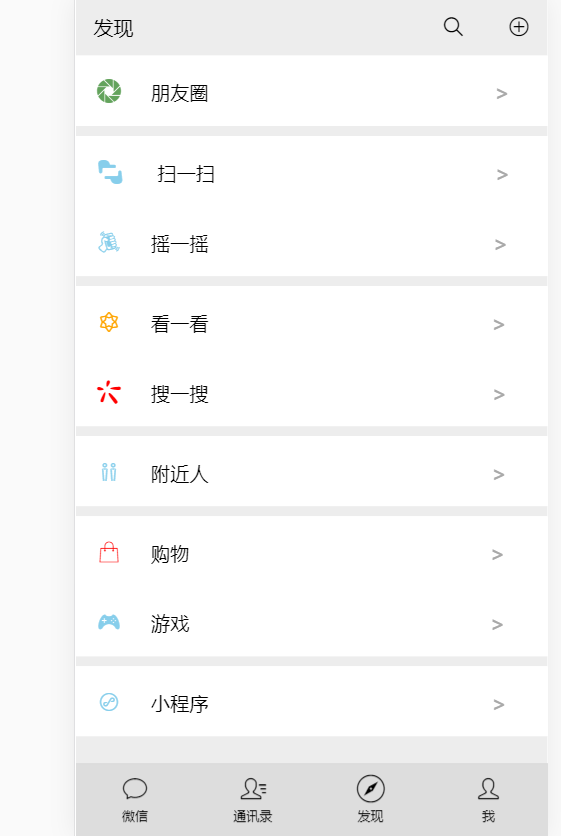 发现
朋友圈 >
扫一扫 >
摇一摇 >
看一看 >
搜一搜 >
附近人 >
购物 >
游戏 >
小程序 >
微信 通讯录 发现 我